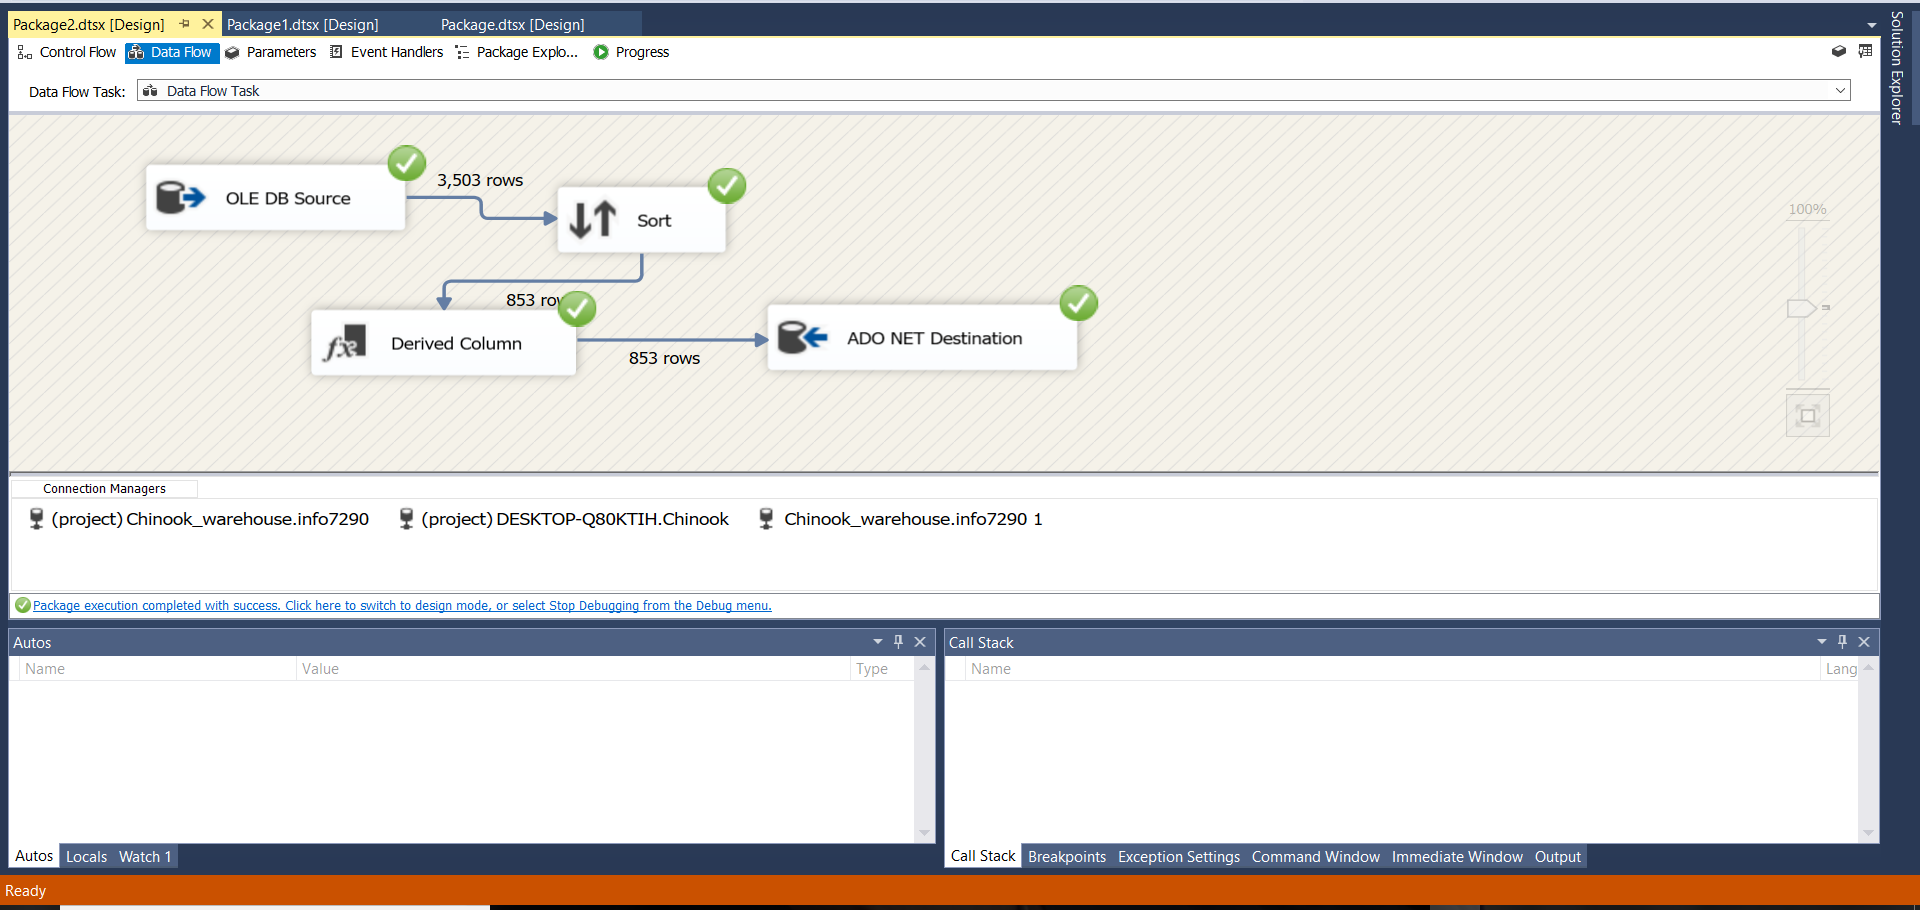 Package2.dtsx [Design]
Package1.dtsx [Design]
Package.dtsx [Design]
Solution Explorer
Control Flow
Data Flow
Parameters
Event Handlers
Package Explo...
Progress
Data Flow Task:
Data Flow Task
OLE DB Source
3,503 rows
Sort
100%
853 row
Derived Column
853 rows
ADO NET Destination
Connection Managers
(project) Chinook_warehouse.info7290
(project) DESKTOP-Q80KTIH.Chinook
Chinook_warehouse.info7290 1
Package execution completed with success. Click here to switch to design mode, or select Stop Debugging from the Debug menu.
Autos
Name
Value
Type
Call Stack
Name
Lang
Autos
Locals
Watch 1
Call Stack
Breakpoints
Exception Settings
Command Window
Immediate Window
Output
Ready